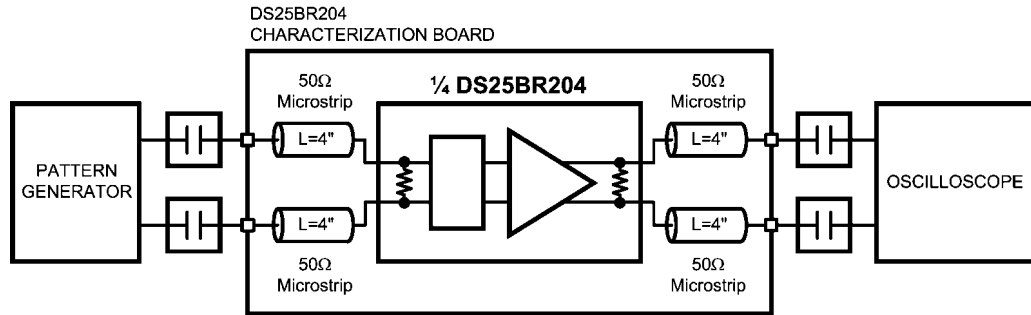 DS25BR204
CHARACTERIZATION BOARD
50Ω
Microstrip
¼ DS25BR204
50Ω
Microstrip
L=4"
L=4"
PATTERN
GENERATOR
OSCILLOSCOPE
L=4"
L=4"
50Ω
Microstrip
50Ω
Microstrip